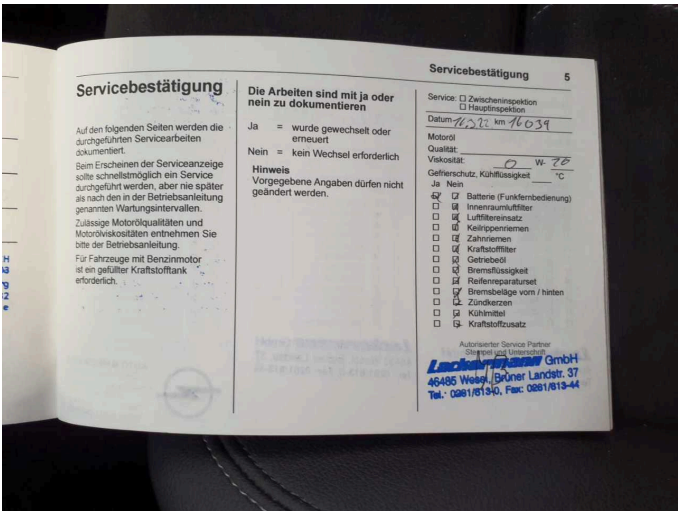 Servicebestätigung 5
Servicebestätigung
Auf den folgenden Seiten werden die
durchgeführten Servicearbeiten
dokumentiert.
Beim Erscheinen der Serviceanzeige
sollte schnellstmöglich ein Service
durchgeführt werden, aber nie später
als nach den in der Betriebsanleitung
genannten Wartungsintervallen.
Zulässige Motorölqualitäten und
Motorölviskositäten entnehmen Sie
bitte der Betriebsanleitung.
Für Fahrzeuge mit Benzinmotor
ist ein gefüllter Kraftstofftank
erforderlich.
Die Arbeiten sind mit ja oder
nein zu dokumentieren
Ja = wurde gewechselt oder
erneuert
Nein = kein Wechsel erforderlich
Hinweis
Vorgegebene Angaben dürfen nicht
geändert werden.
Service: Zwischeninspektion
Hauptinspektion
Datum 16.3.22 km 16039
Motoröl
Qualität:
Viskosität: 0 W- 20
Gefrierschutz, Kühlflüssigkeit °C
Ja Nein
Batterie (Funkfernbedienung)
Innenraumluftfilter
Luftfiltereinsatz
Keilrippenriemen
Zahnriemen
Kraftstofffilter
Getriebeöl
Bremsflüssigkeit
Reifenreparaturset
Bremsbeläge vorn / hinten
Zündkerzen
Kühlmittel
Kraftstoffzusatz
Autorisierter Service Partner
Stempel und Unterschrift
Lackermann GmbH
46485 Wesel, Brüner Landstr. 37
Tel.: 0281/813-0, Fax: 0281/813-44